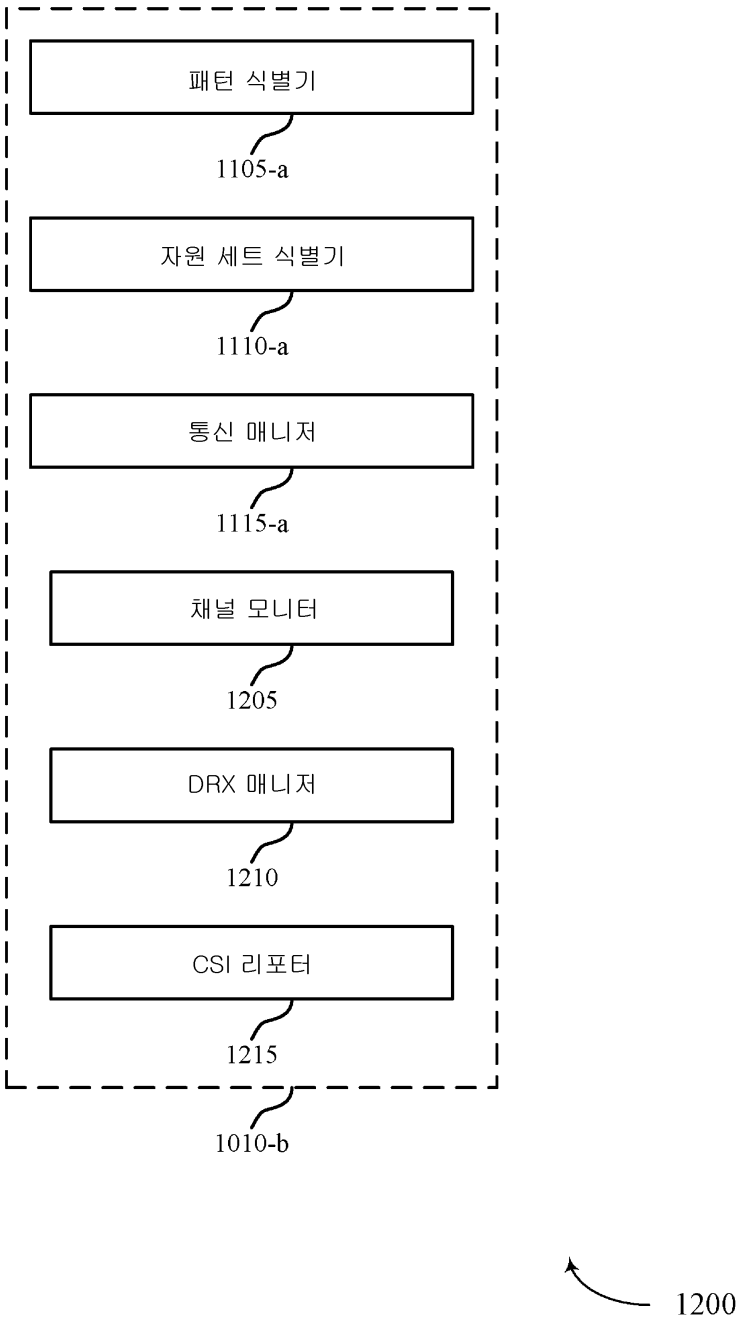 패턴 식별기
1105-a
자원 세트 식별기
1110-a
통신 매니저
1115-a
채널 모니터
1205
DRX 매니저
1210
CSI 리포터
1215
1010-b
1200